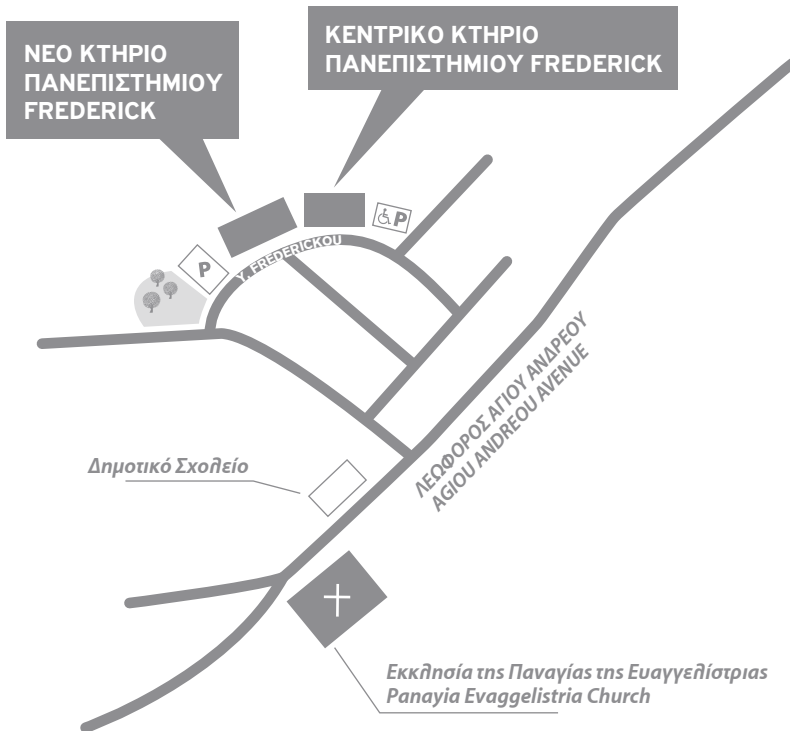 ΝΕΟ ΚΤΗΡΙΟ
ΠΑΝΕΠΙΣΤΗΜΙΟΥ
FREDERICK
ΚΕΝΤΡΙΚΟ ΚΤΗΡΙΟ
ΠΑΝΕΠΙΣΤΗΜΙΟΥ FREDERICK
P
P
Y. FREDERICKOU
ΛΕΩΦΟΡΟΣ ΑΓΙΟΥ ΑΝΔΡΕΟΥ
AGIOU ANDREOU AVENUE
Δημοτικό Σχολείο
Εκκλησία της Παναγίας της Ευαγγελίστριας
Panayia Evaggelistria Church